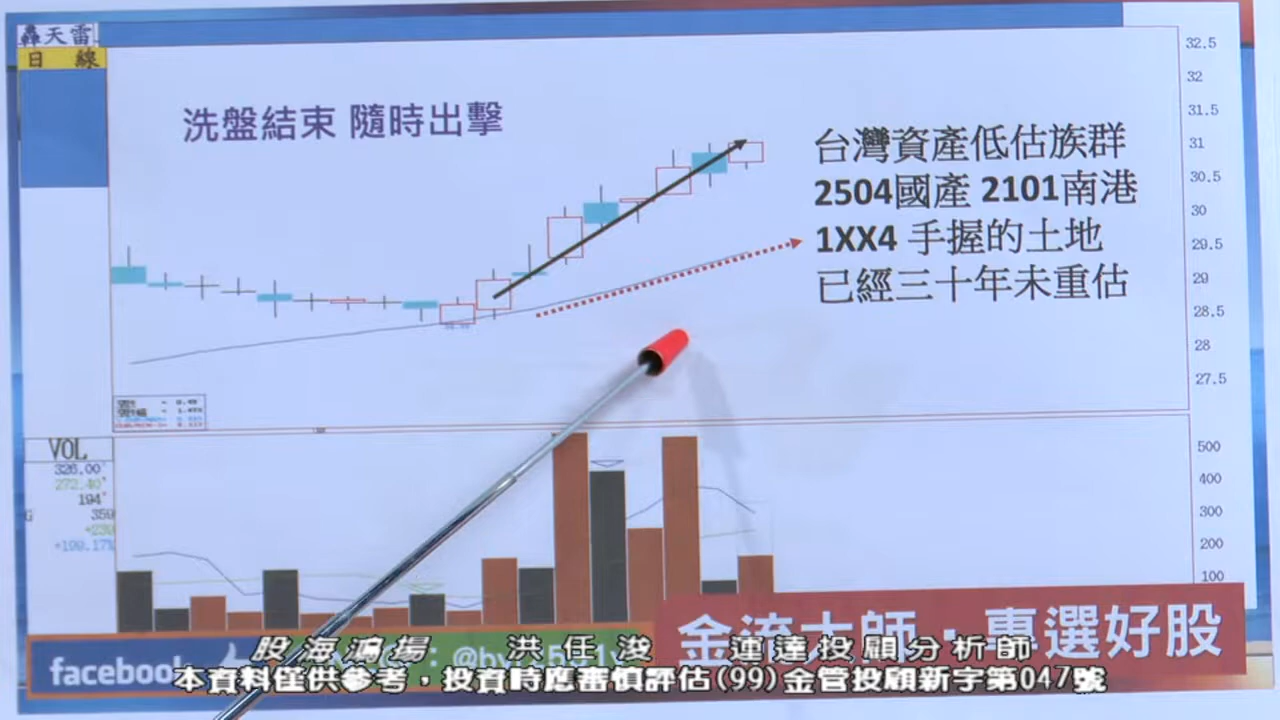 轟天雷
日 線
洗盤結束 隨時出擊
台灣資產低估族群
2504國產 2101南港
1XX4 手握的土地
已經三十年未重估
32.5
32
31.5
31
30.5
30
29.5
29
28.5
28
27.5
VOL
326.00
272.40
194
359
+239
+199.17%
500
400
300
200
100
金流大師・專選好股
facebook
股海鴻揚 洪任浚 運達投顧分析師
本資料僅供參考，投資時應審慎評估(99)金管投顧新字第047號